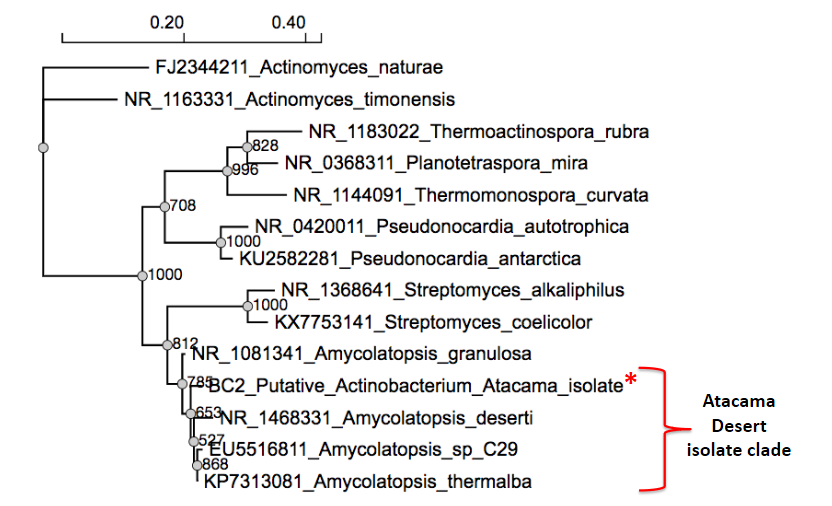 0.20 0.40
FJ2344211_Actinomyces_naturae
NR_1163331_Actinomyces_timonensis
NR_1183022_Thermoactinospora_rubra
828
NR_0368311_Planotetraspora_mira
996
NR_1144091_Thermomonospora_curvata
708
NR_0420011_Pseudonocardia_autotrophica
1000
KU2582281_Pseudonocardia_antarctica
1000
NR_1368641_Streptomyces_alkaliphilus
1000
KX7753141_Streptomyces_coelicolor
812
NR_1081341_Amycolatopsis_granulosa
785
BC2_Putative_Actinobacterium_Atacama_isolate*
653
NR_1468331_Amycolatopsis_deserti
527
EU5516811_Amycolatopsis_sp_C29
868
KP7313081_Amycolatopsis_thermalba
Atacama
Desert
isolate clade